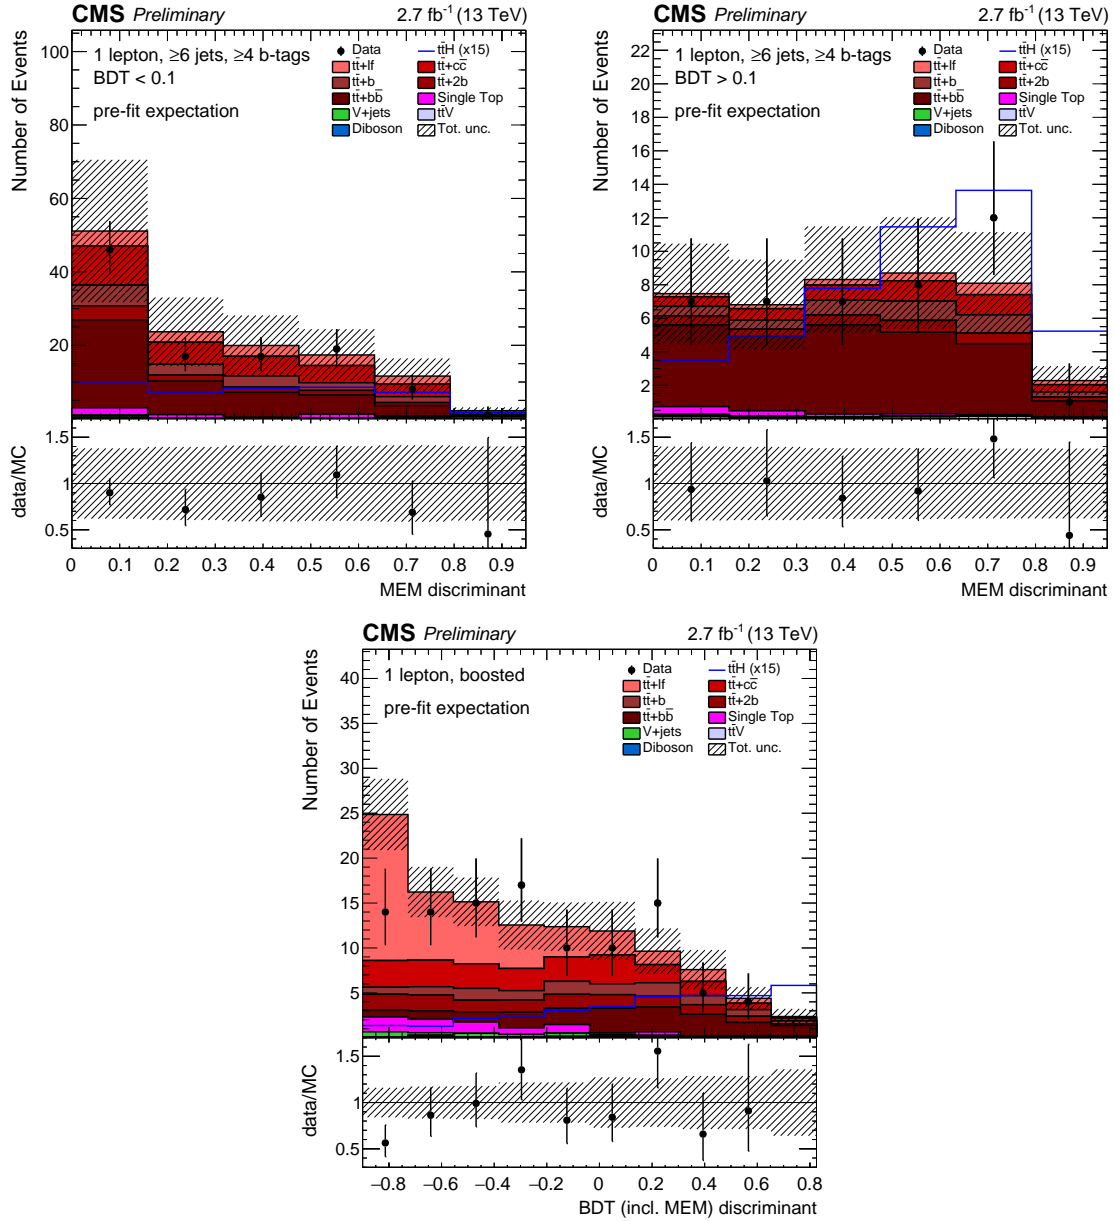 CMS Preliminary 2.7 fb⁻¹ (13 TeV)
Number of Events
1 lepton, ≥6 jets, ≥4 b-tags
BDT < 0.1
pre-fit expectation
Data tt̄H (x15)
tt̄+lf tt̄+cc̄
tt̄+b tt̄+2b
tt̄+bb̄ Single Top
V+jets tt̄V
Diboson Tot. unc.
100
80
60
40
20
data/MC
1.5
1
0.5
0 0.1 0.2 0.3 0.4 0.5 0.6 0.7 0.8 0.9
MEM discriminant
CMS Preliminary 2.7 fb⁻¹ (13 TeV)
Number of Events
1 lepton, ≥6 jets, ≥4 b-tags
BDT > 0.1
pre-fit expectation
Data tt̄H (x15)
tt̄+lf tt̄+cc̄
tt̄+b tt̄+2b
tt̄+bb̄ Single Top
V+jets tt̄V
Diboson Tot. unc.
22
20
18
16
14
12
10
8
6
4
2
data/MC
1.5
1
0.5
0 0.1 0.2 0.3 0.4 0.5 0.6 0.7 0.8 0.9
MEM discriminant
CMS Preliminary 2.7 fb⁻¹ (13 TeV)
Number of Events
1 lepton, boosted
pre-fit expectation
Data tt̄H (x15)
tt̄+lf tt̄+cc̄
tt̄+b tt̄+2b
tt̄+bb̄ Single Top
V+jets tt̄V
Diboson Tot. unc.
40
35
30
25
20
15
10
5
data/MC
1.5
1
0.5
−0.8 −0.6 −0.4 −0.2 0 0.2 0.4 0.6 0.8
BDT (incl. MEM) discriminant